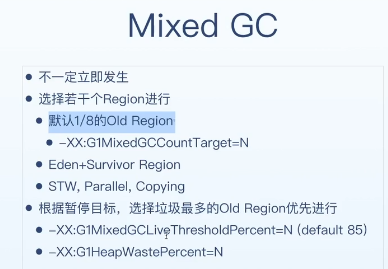 Mixed GC
不一定立即发生
选择若干个Region进行
默认1/8的Old Region
-XX:G1MixedGCCountTarget=N
Eden+Survivor Region
STW, Parallel, Copying
根据暂停目标，选择垃圾最多的Old Region优先进行
-XX:G1MixedGCLiveThresholdPercent=N (default 85)
-XX:G1HeapWastePercent=N